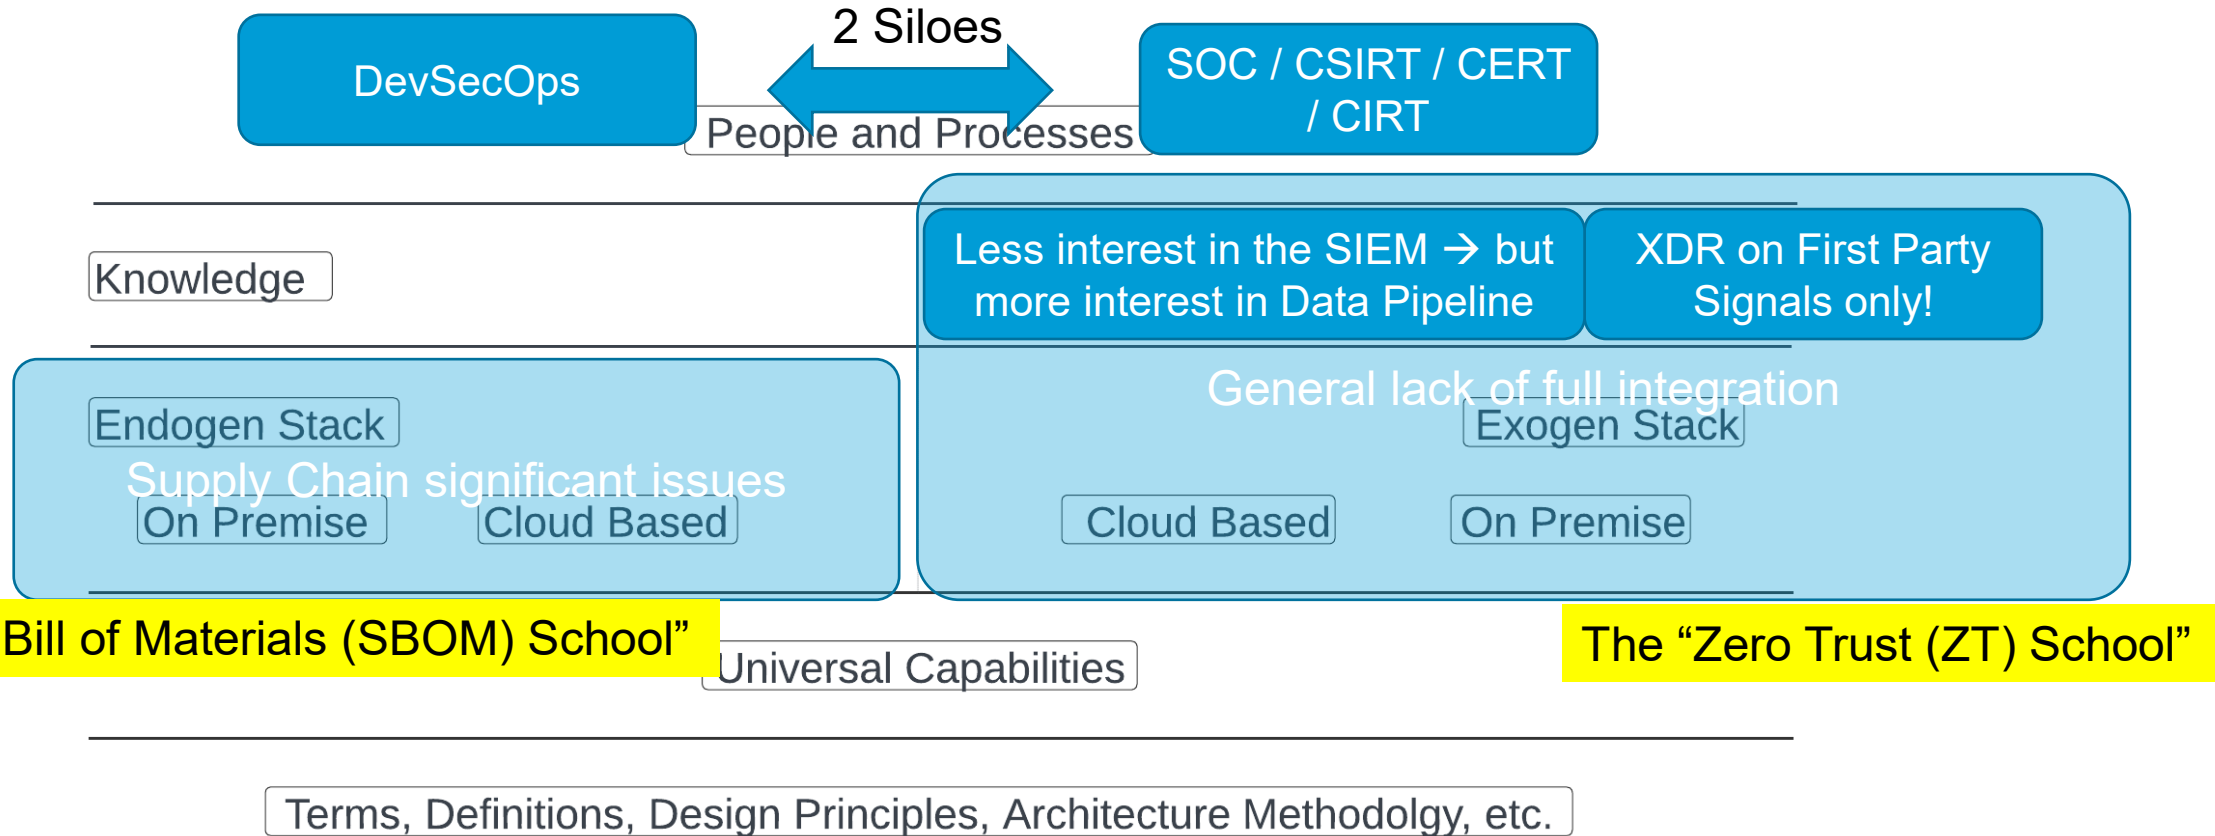 2 Siloes
DevSecOps
SOC / CSIRT / CERT
/ CIRT
People and Processes
Less interest in the SIEM → but
more interest in Data Pipeline
XDR on First Party
Signals only!
Knowledge
General lack of full integration
Endogen Stack
Exogen Stack
Supply Chain significant issues
On Premise
Cloud Based
Cloud Based
On Premise
Bill of Materials (SBOM) School”
The “Zero Trust (ZT) School”
Universal Capabilities
Terms, Definitions, Design Principles, Architecture Methodolgy, etc.